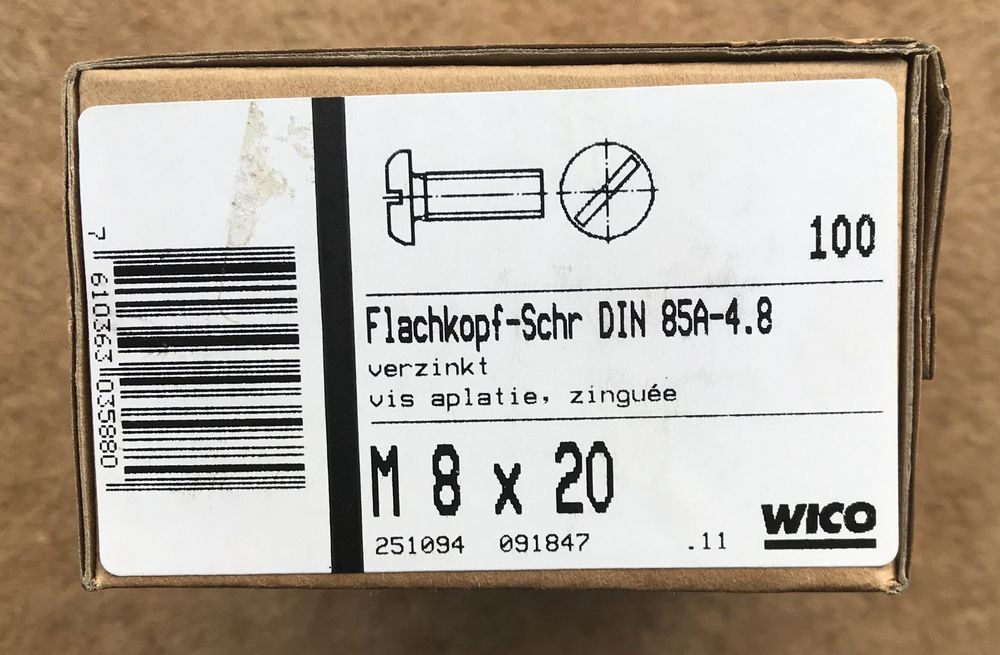 7 610363 035880
100
Flachkopf-Schr DIN 85A-4.8
verzinkt
vis aplatie, zinguée
M 8 x 20
251094 091847 .11
WICO